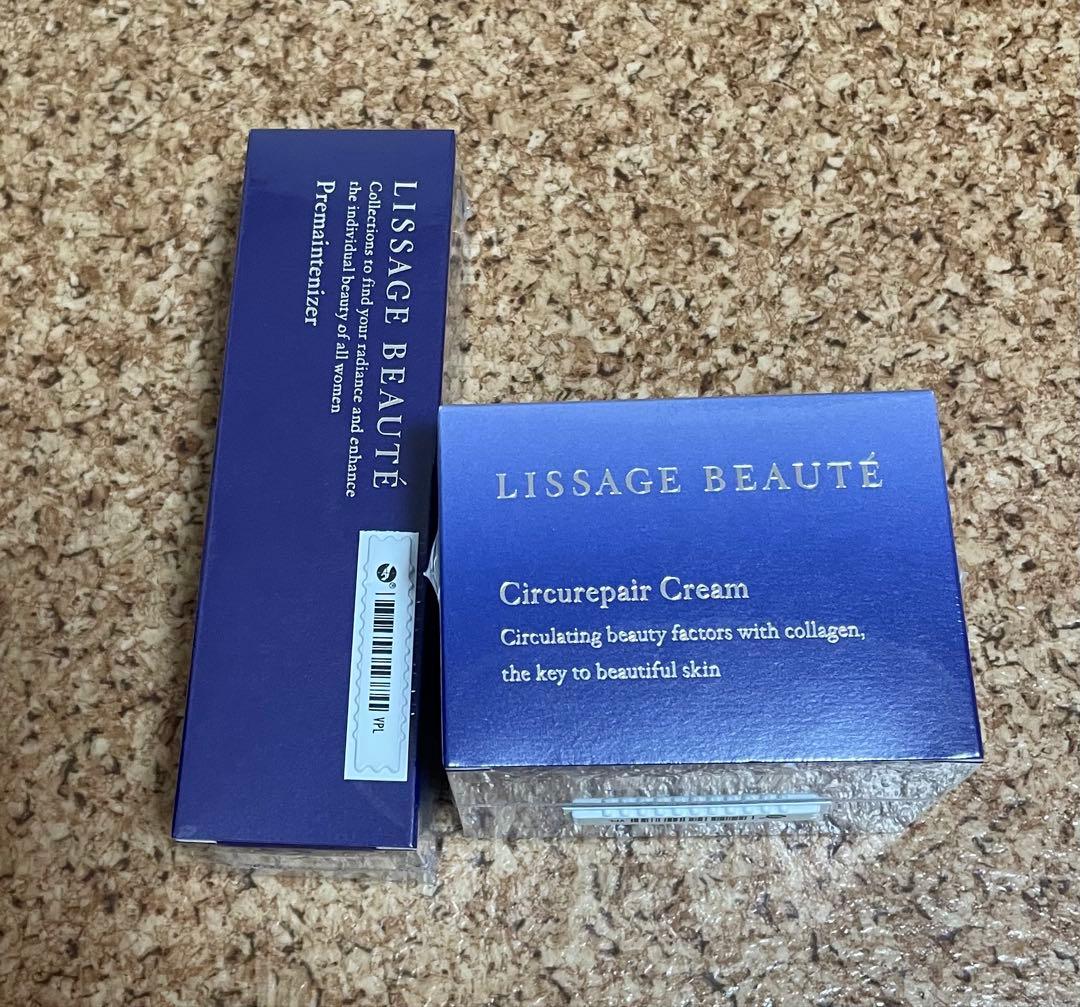 LISSAGE BEAUTÉ
Collections to find your radiance and enhance
the individual beauty of all women
Premaintenizer
®
VPL
LISSAGE BEAUTÉ
Circurepair Cream
Circulating beauty factors with collagen,
the key to beautiful skin